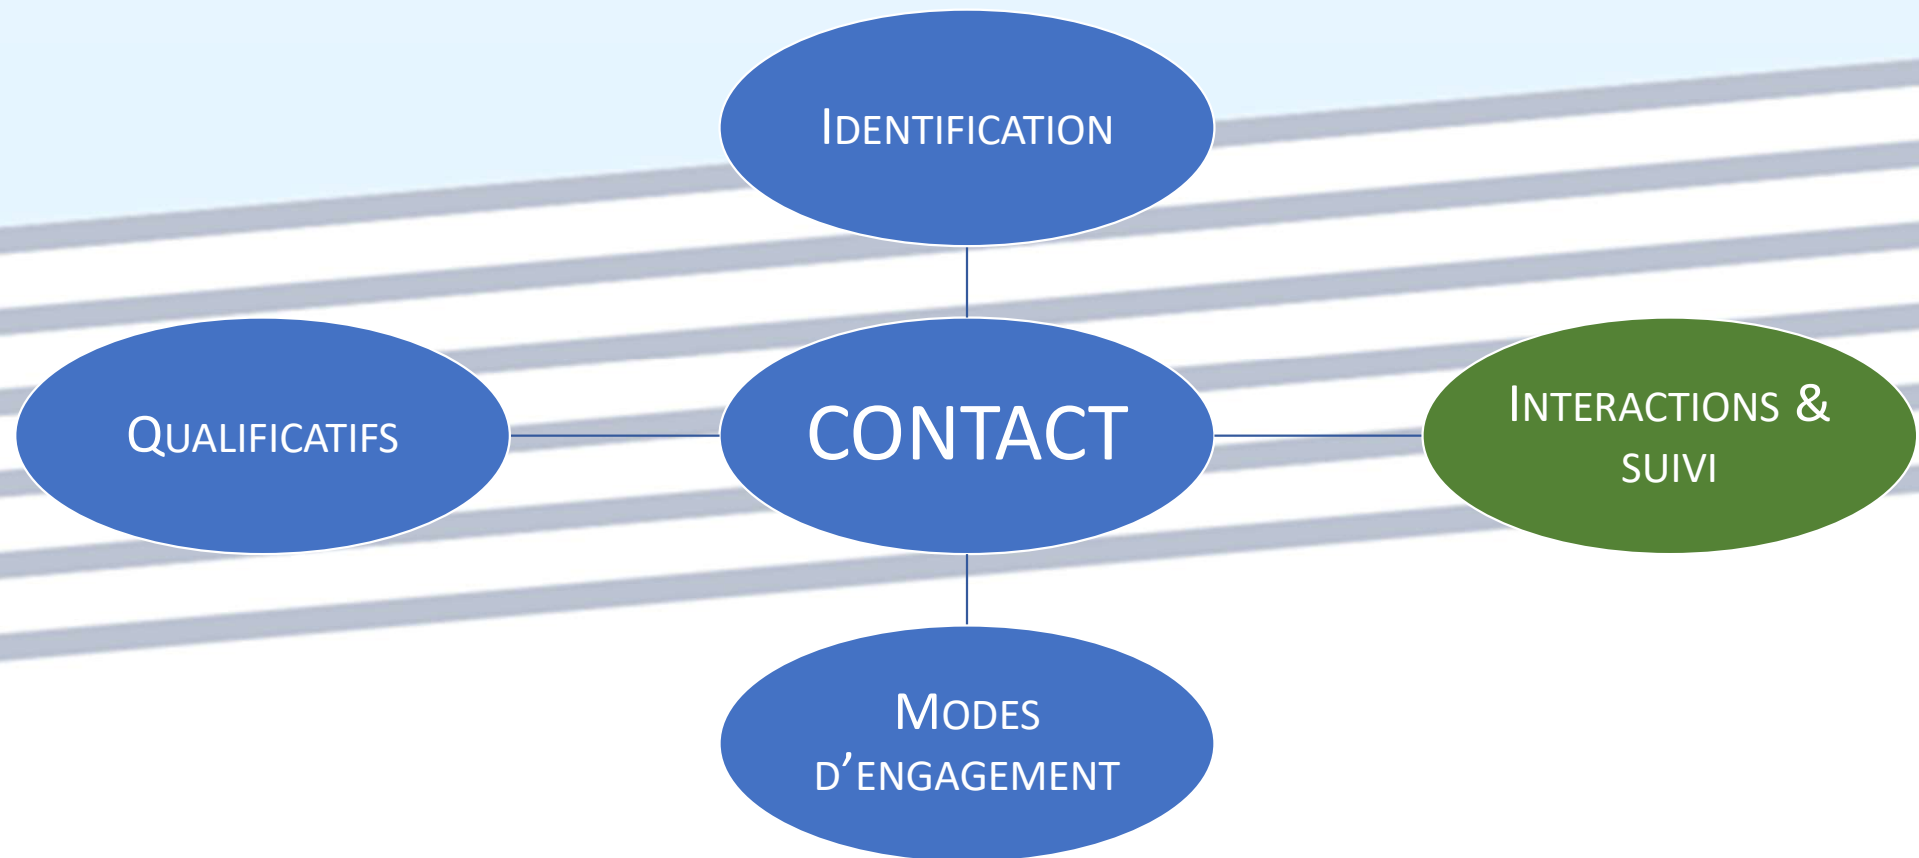 IDENTIFICATION
QUALIFICATIFS
CONTACT
INTERACTIONS &
SUIVI
MODES
D’ENGAGEMENT